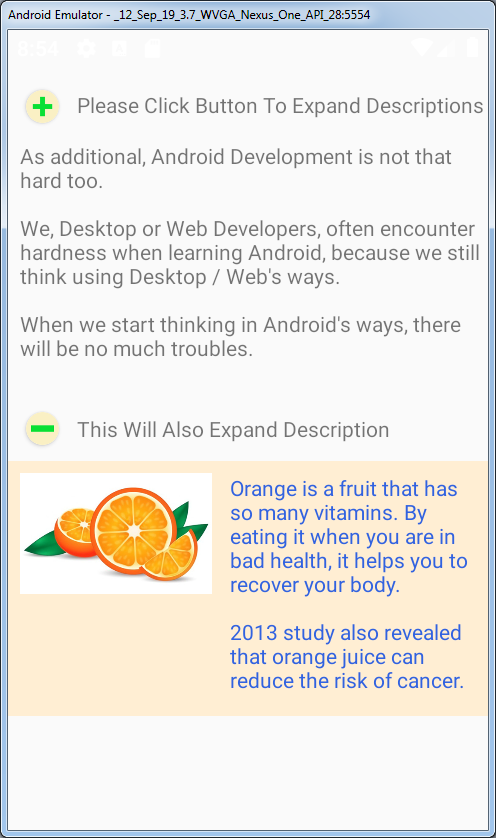 Android Emulator - _12_Sep_19_3.7_WVGA_Nexus_One_API_28:5554
8:54
Please Click Button To Expand Descriptions
As additional, Android Development is not that
hard too.
We, Desktop or Web Developers, often encounter
hardness when learning Android, because we still
think using Desktop / Web's ways.
When we start thinking in Android's ways, there
will be no much troubles.
This Will Also Expand Description
Orange is a fruit that has
so many vitamins. By
eating it when you are in
bad health, it helps you to
recover your body.
2013 study also revealed
that orange juice can
reduce the risk of cancer.